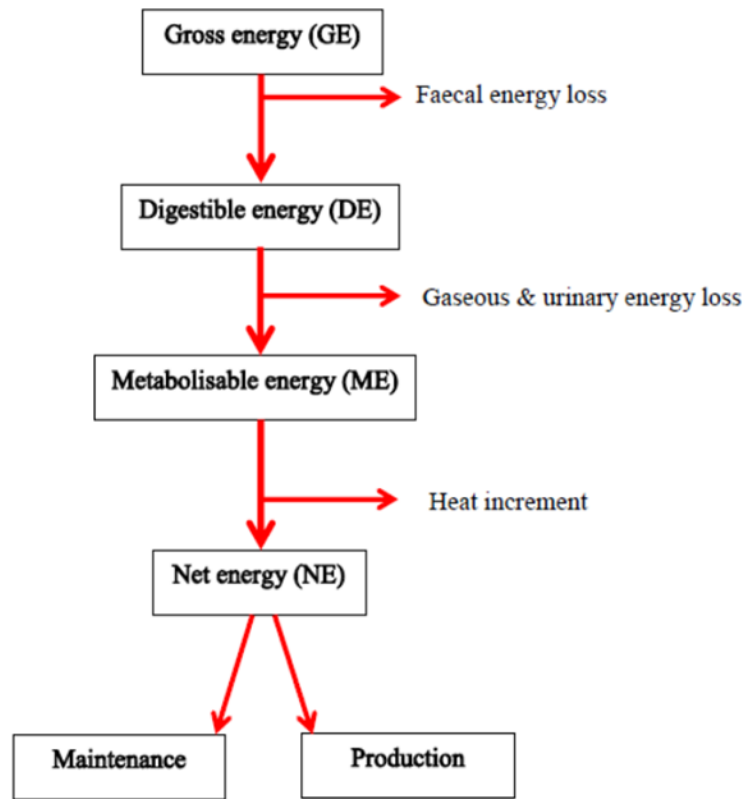 Gross energy (GE)
Faecal energy loss
Digestible energy (DE)
Gaseous & urinary energy loss
Metabolisable energy (ME)
Heat increment
Net energy (NE)
Maintenance
Production